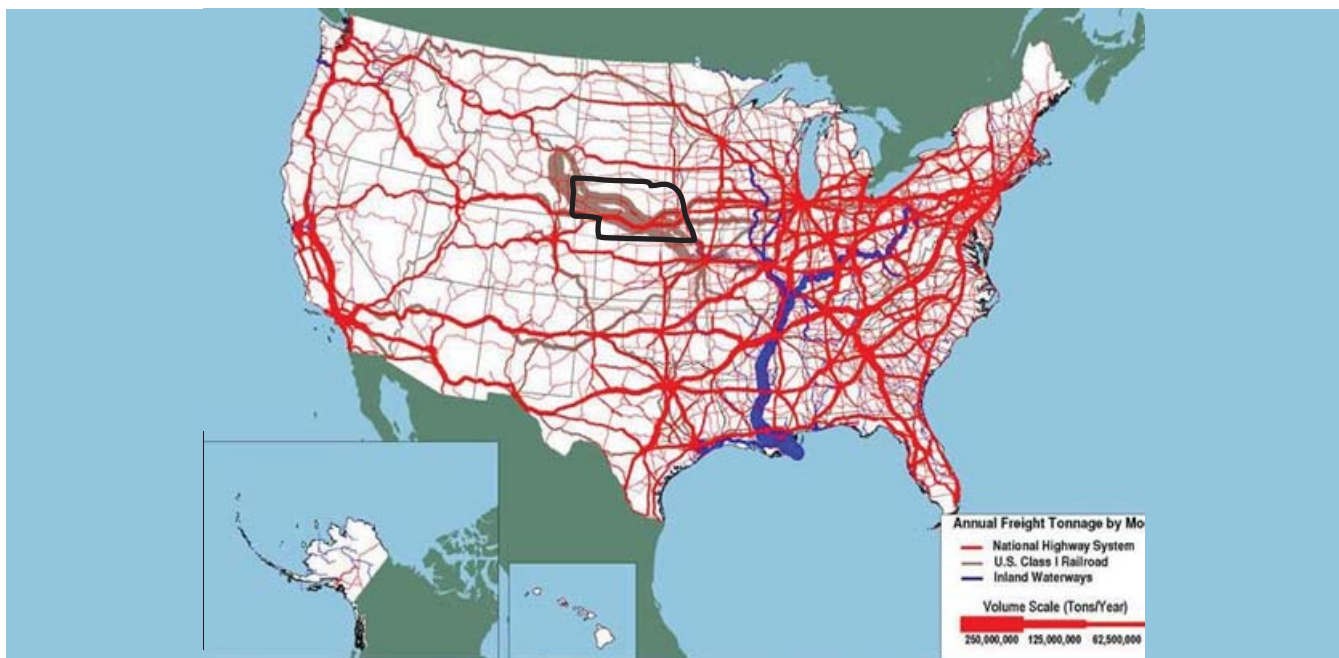 Annual Freight Tonnage by Mo
National Highway System
U.S. Class I Railroad
Inland Waterways
Volume Scale (Tons/Year)
250,000,000 125,000,000 62,500,000